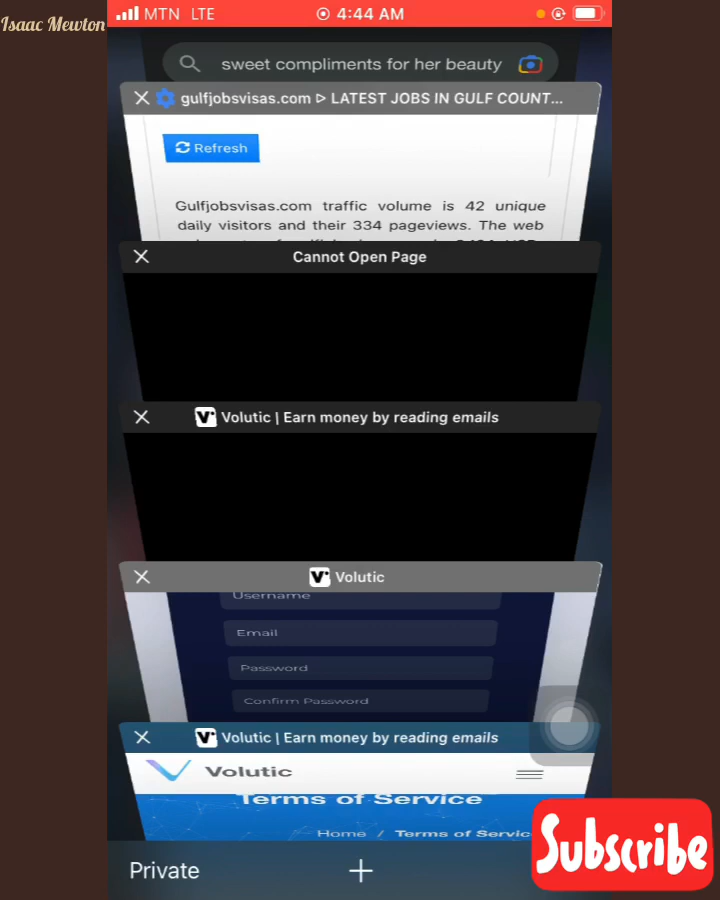 Isaac Mewton
MTN LTE 4:44 AM
sweet compliments for her beauty
gulfjobsvisas.com ᐅ LATEST JOBS IN GULF COUNT...
Refresh
Gulfjobsvisas.com traffic volume is 42 unique
daily visitors and their 334 pageviews. The web
Cannot Open Page
Volutic | Earn money by reading emails
Volutic
Username
Email
Password
Confirm Password
Volutic | Earn money by reading emails
Volutic
Terms of Service
Home / Terms of Servic
Private
Subscribe